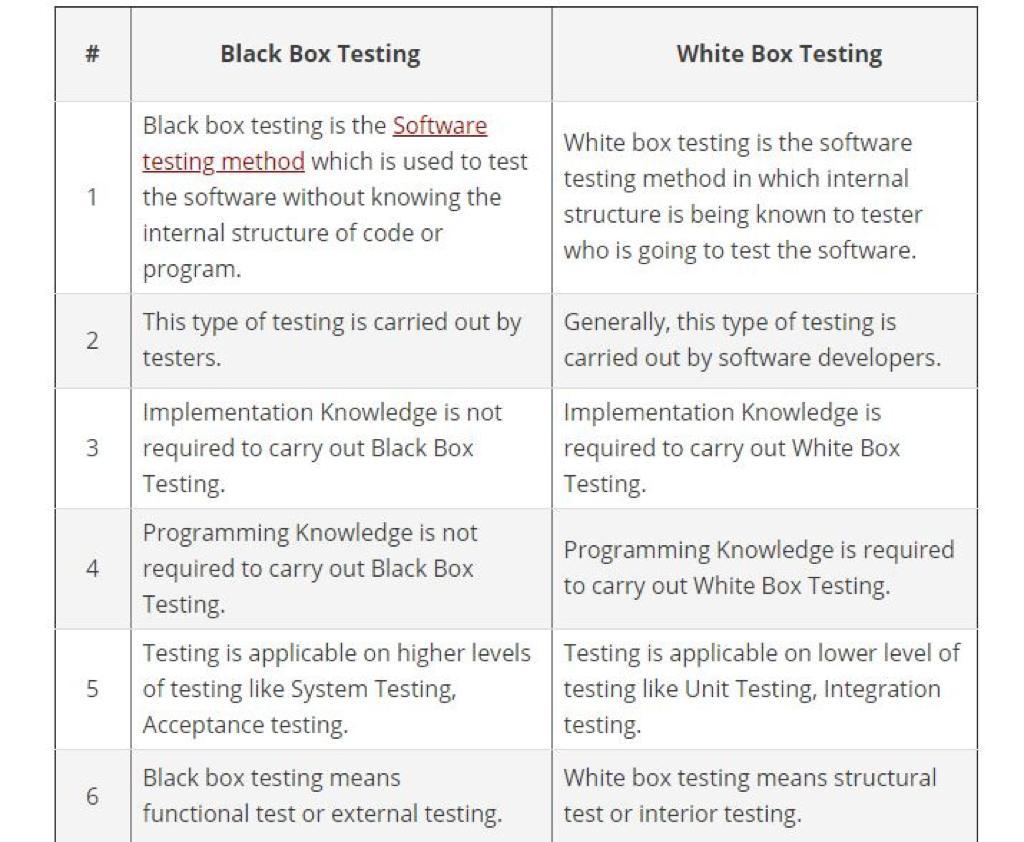 # Black Box Testing White Box Testing
1
Black box testing is the Software
testing method which is used to test
the software without knowing the
internal structure of code or
program.
White box testing is the software
testing method in which internal
structure is being known to tester
who is going to test the software.
2
This type of testing is carried out by
testers.
Generally, this type of testing is
carried out by software developers.
3
Implementation Knowledge is not
required to carry out Black Box
Testing.
Implementation Knowledge is
required to carry out White Box
Testing.
4
Programming Knowledge is not
required to carry out Black Box
Testing.
Programming Knowledge is required
to carry out White Box Testing.
5
Testing is applicable on higher levels
of testing like System Testing,
Acceptance testing.
Testing is applicable on lower level of
testing like Unit Testing, Integration
testing.
6
Black box testing means
functional test or external testing.
White box testing means structural
test or interior testing.